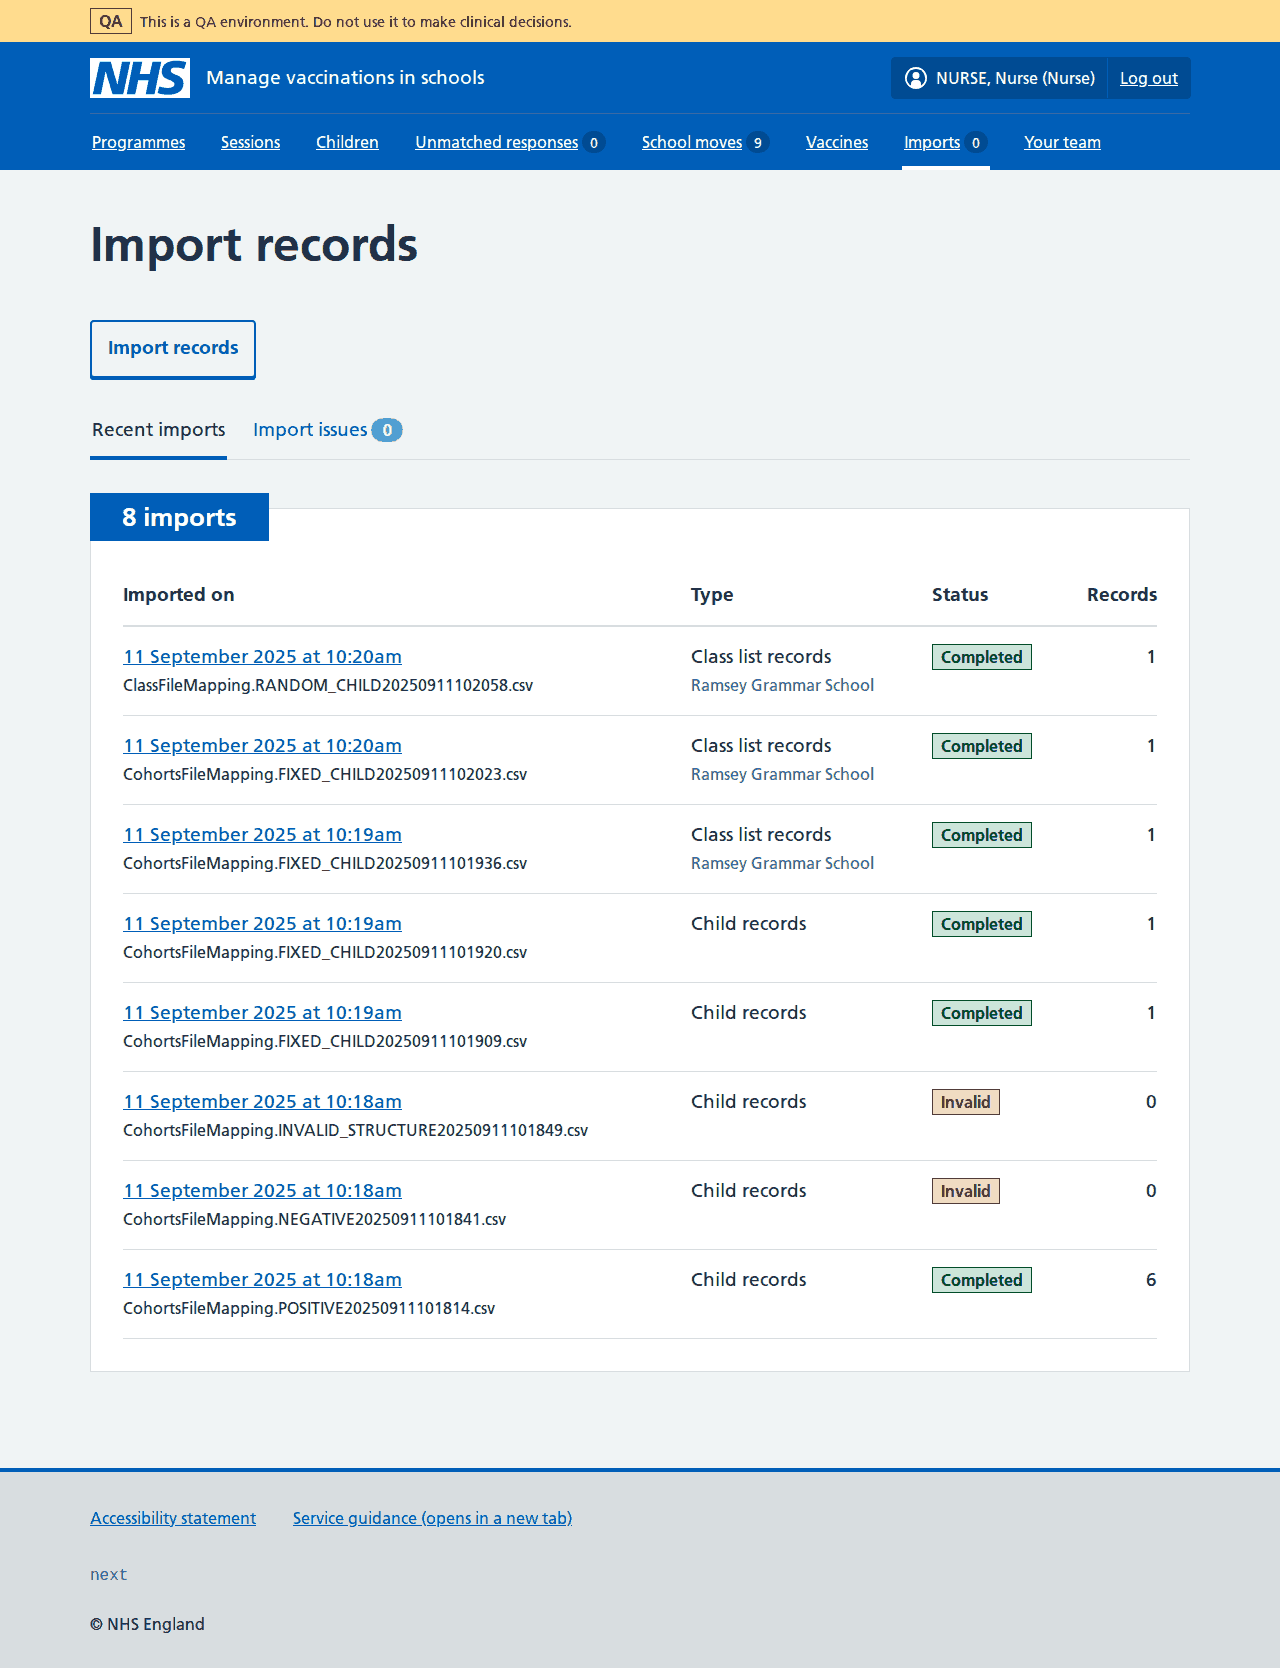 QA This is a QA environment. Do not use it to make clinical decisions.
NHS Manage vaccinations in schools NURSE, Nurse (Nurse) Log out
Programmes Sessions Children Unmatched responses 0 School moves 9 Vaccines Imports 0 Your team
Import records
Import records
Recent imports Import issues 0
8 imports
Imported on Type Status Records
11 September 2025 at 10:20am Class list records Completed 1
ClassFileMapping.RANDOM_CHILD20250911102058.csv Ramsey Grammar School
11 September 2025 at 10:20am Class list records Completed 1
CohortsFileMapping.FIXED_CHILD20250911102023.csv Ramsey Grammar School
11 September 2025 at 10:19am Class list records Completed 1
CohortsFileMapping.FIXED_CHILD20250911101936.csv Ramsey Grammar School
11 September 2025 at 10:19am Child records Completed 1
CohortsFileMapping.FIXED_CHILD20250911101920.csv
11 September 2025 at 10:19am Child records Completed 1
CohortsFileMapping.FIXED_CHILD20250911101909.csv
11 September 2025 at 10:18am Child records Invalid 0
CohortsFileMapping.INVALID_STRUCTURE20250911101849.csv
11 September 2025 at 10:18am Child records Invalid 0
CohortsFileMapping.NEGATIVE20250911101841.csv
11 September 2025 at 10:18am Child records Completed 6
CohortsFileMapping.POSITIVE20250911101814.csv
Accessibility statement Service guidance (opens in a new tab)
next
© NHS England